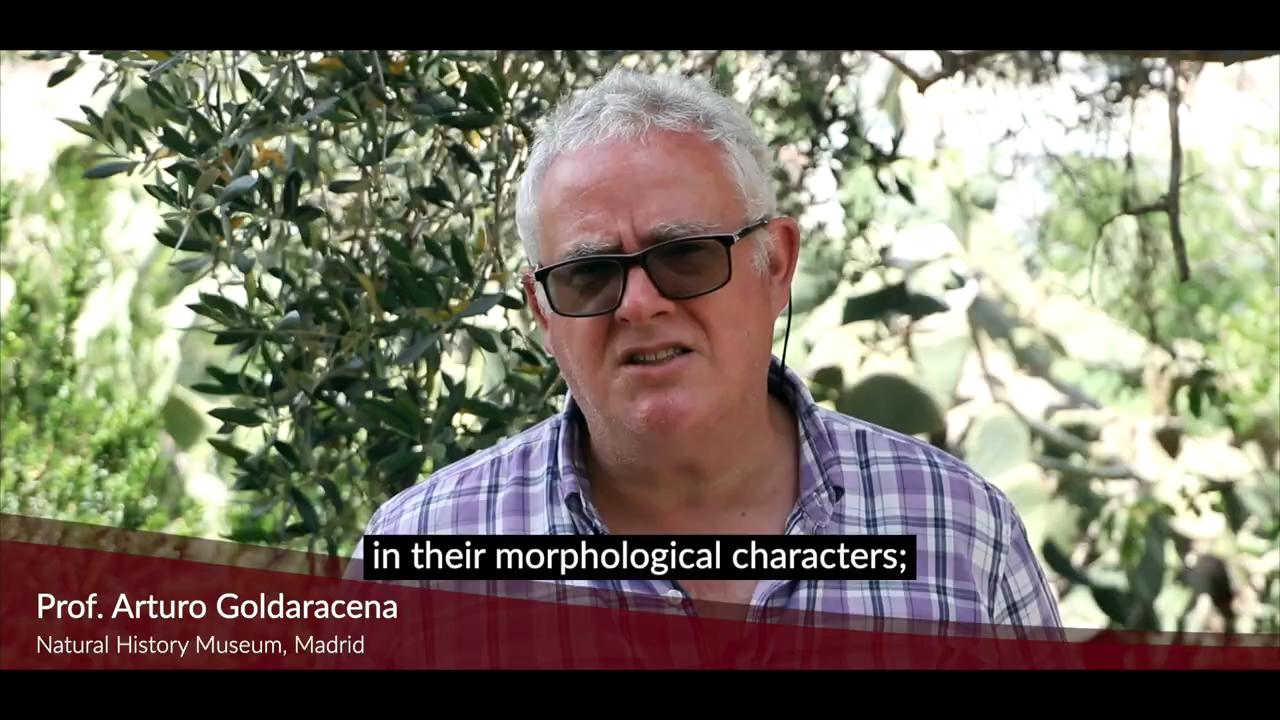 in their morphological characters;
Prof. Arturo Goldaracena
Natural History Museum, Madrid